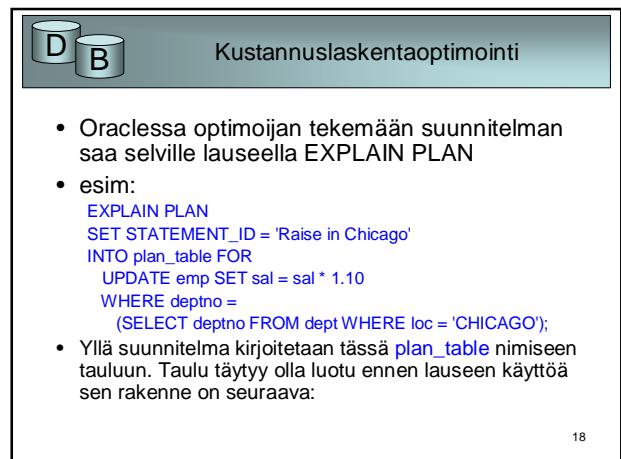 D
B
Kustannuslaskentaoptimointi
• Oraclessa optimoijan tekemään suunnitelman
saa selville lauseella EXPLAIN PLAN
• esim:
EXPLAIN PLAN
SET STATEMENT_ID = 'Raise in Chicago'
INTO plan_table FOR
UPDATE emp SET sal = sal * 1.10
WHERE deptno =
(SELECT deptno FROM dept WHERE loc = 'CHICAGO');
• Yllä suunnitelma kirjoitetaan tässä plan_table nimiseen
tauluun. Taulu täytyy olla luotu ennen lauseen käyttöä
sen rakenne on seuraava:
18